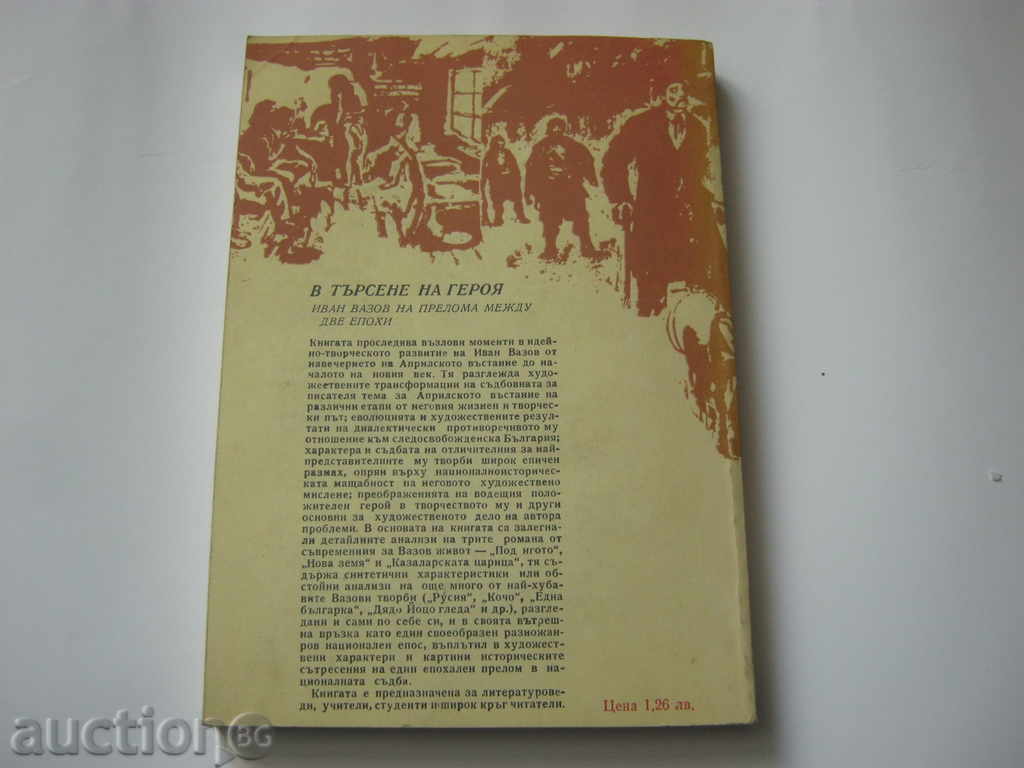 В ТЪРСЕНЕ НА ГЕРОЯ
ИВАН ВАЗОВ НА ПРЕЛОМА МЕЖДУ
ДВЕ ЕПОХИ
Книгата проследява възлови моменти в идей-
но-творческото развитие на Иван Вазов от
навечерието на Априлското въстание до на-
чалото на новия век. Тя разглежда худо-
жествените трансформации на съдбовната за
писателя тема за Априлското въстание на
различни етапи от неговия жизнен и творчес-
ки път; еволюцията и художествените резул-
тати на диалектически противоречивото му
отношение към следосвобожденска България;
характера и съдбата на отличителния за най-
представителните му творби широк епичен
размах, опрян върху националноисторичес-
ката мащабност на неговото художествено
мислене; преображенията на водещия поло-
жителен герой в творчеството му и други
основни за художественото дело на автора
проблеми. В основата на книгата са залегна-
ли детайлните анализи на трите романа от
съвременния за Вазов живот — „Под игото",
„Нова земя" и „Казаларската царица", тя съ-
държа синтетични характеристики или об-
стойни анализи на още много от най-хуба-
вите Вазови творби („Русия", „Кочо", „Една
българка", „Дядо Йоцо гледа" и др.), разгле-
дани и сами по себе си, и в своята вътреш-
на връзка като един своеобразен разножан-
ров национален епос, въплътил в художест-
вени характери и картини историческите
сътресения на един епохален прелом в на-
ционалната съдба.
Книгата е предназначена за литературове-
ди, учители, студенти и широк кръг читатели.
Цена 1,26 лв.
auction BG